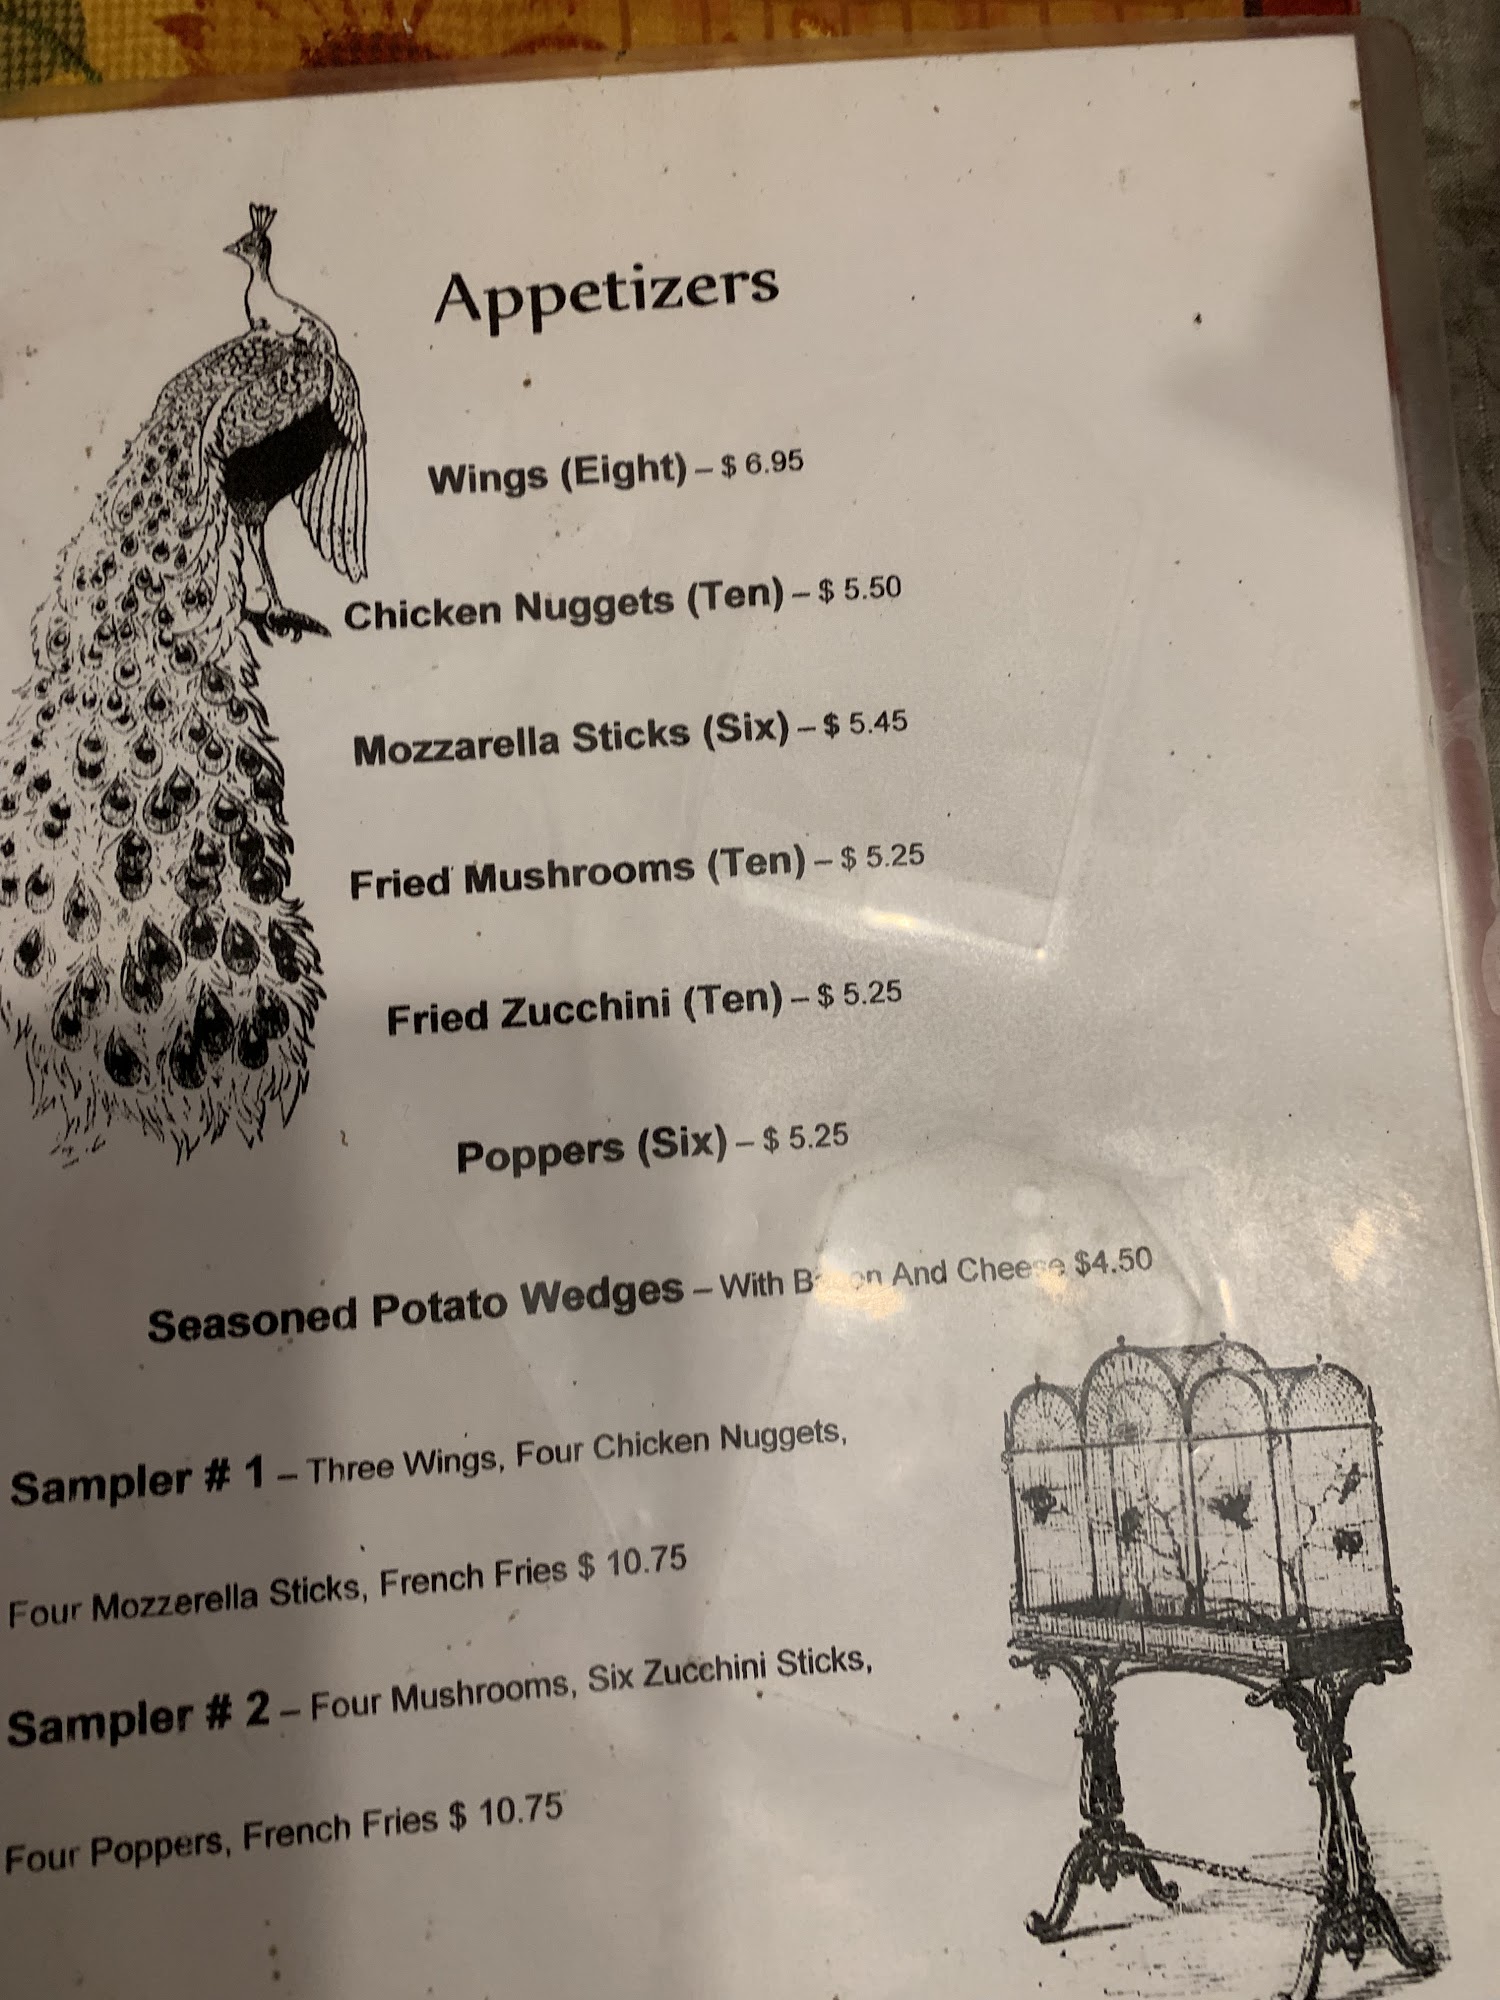 Appetizers
Wings (Eight) – $ 6.95
Chicken Nuggets (Ten) – $ 5.50
Mozzarella Sticks (Six) – $ 5.45
Fried Mushrooms (Ten) – $ 5.25
Fried Zucchini (Ten) – $ 5.25
Poppers (Six) – $ 5.25
Seasoned Potato Wedges – With Bacon And Cheese $4.50
Sampler # 1 – Three Wings, Four Chicken Nuggets,
Four Mozzerella Sticks, French Fries $ 10.75
Sampler # 2 – Four Mushrooms, Six Zucchini Sticks,
Four Poppers, French Fries $ 10.75